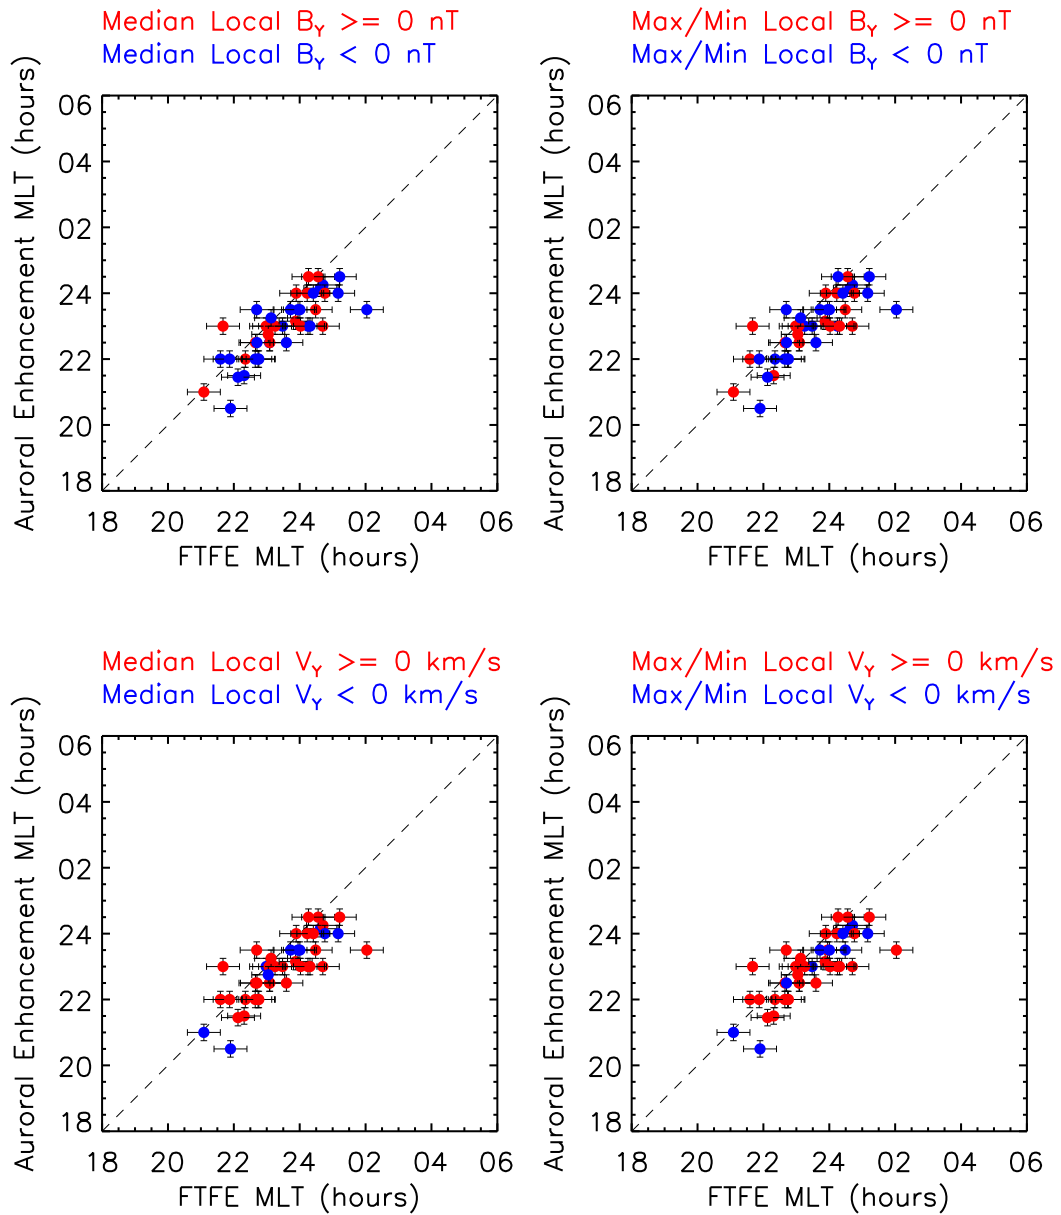 Median Local B_Y >= 0 nT
Median Local B_Y < 0 nT
Auroral Enhancement MLT (hours)
06
04
02
24
22
20
18
18 20 22 24 02 04 06
FTFE MLT (hours)
Max/Min Local B_Y >= 0 nT
Max/Min Local B_Y < 0 nT
Auroral Enhancement MLT (hours)
06
04
02
24
22
20
18
18 20 22 24 02 04 06
FTFE MLT (hours)
Median Local V_Y >= 0 km/s
Median Local V_Y < 0 km/s
Auroral Enhancement MLT (hours)
06
04
02
24
22
20
18
18 20 22 24 02 04 06
FTFE MLT (hours)
Max/Min Local V_Y >= 0 km/s
Max/Min Local V_Y < 0 km/s
Auroral Enhancement MLT (hours)
06
04
02
24
22
20
18
18 20 22 24 02 04 06
FTFE MLT (hours)